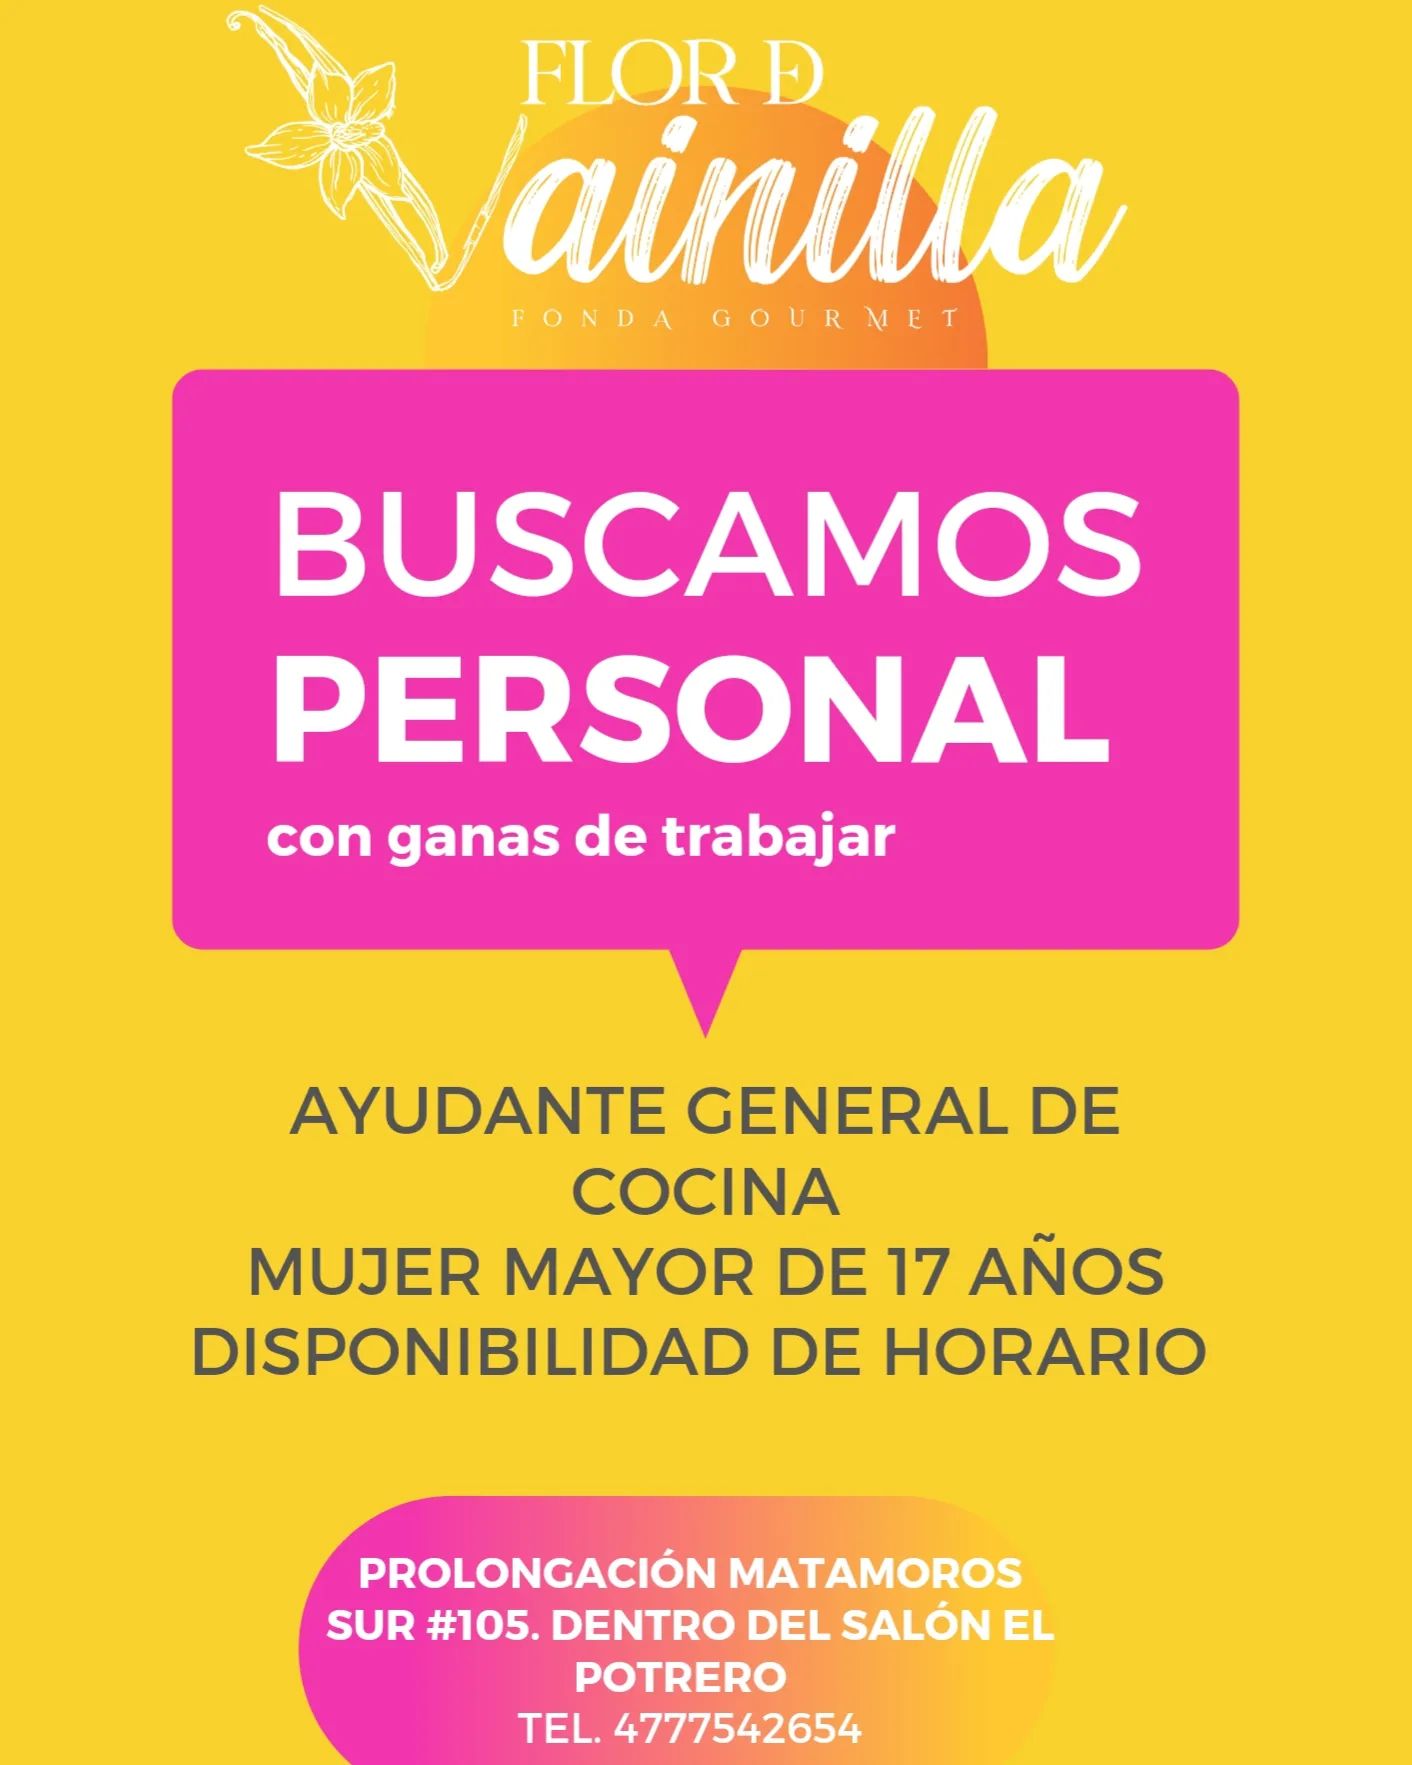 FLOR DE
Vainilla
FONDA GOURMET
BUSCAMOS
PERSONAL
con ganas de trabajar
AYUDANTE GENERAL DE
COCINA
MUJER MAYOR DE 17 AÑOS
DISPONIBILIDAD DE HORARIO
PROLONGACIÓN MATAMOROS
SUR #105. DENTRO DEL SALÓN EL
POTRERO
TEL. 4777542654